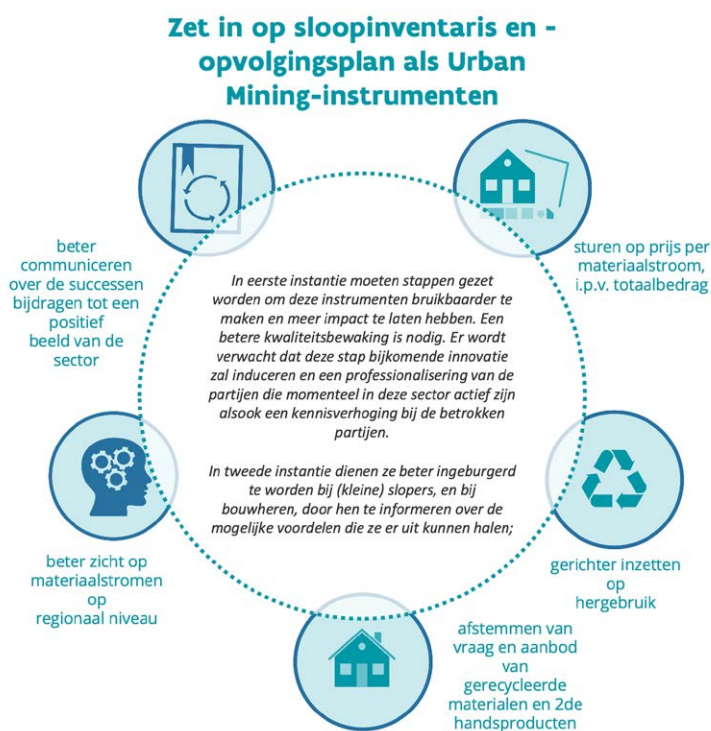 Zet in op sloopinventaris en -
opvolgingsplan als Urban
Mining-instrumenten
beter
communiceren
over de successen
bijdragen tot een
positief
beeld van de
sector
sturen op prijs per
materiaalstroom,
i.p.v. totaalbedrag
In eerste instantie moeten stappen gezet
worden om deze instrumenten bruikbaarder te
maken en meer impact te laten hebben. Een
betere kwaliteitsbewaking is nodig. Er wordt
verwacht dat deze stap bijkomende innovatie
zal induceren en een professionalisering van de
partijen die momenteel in deze sector actief zijn
alsook een kennisverhoging bij de betrokken
partijen.
In tweede instantie dienen ze beter ingeburgerd
te worden bij (kleine) slopers, en bij
bouwheren, door hen te informeren over de
mogelijke voordelen die ze er uit kunnen halen;
beter zicht op
materiaalstromen
op
regionaal niveau
gerichter inzetten
op
hergebruik
afstemmen van
vraag en aanbod
van
gerecycleerde
materialen en 2de
handsproducten